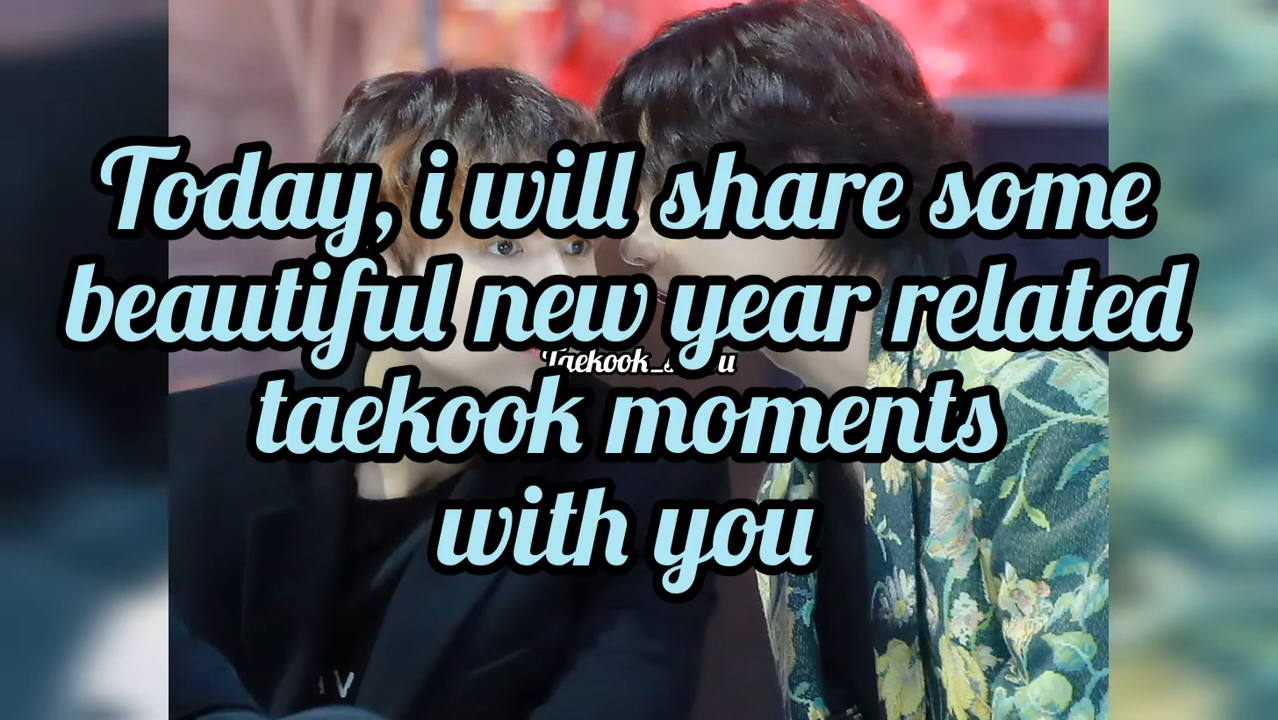 Today, i will share some
beautiful new year related
taekook moments
with you